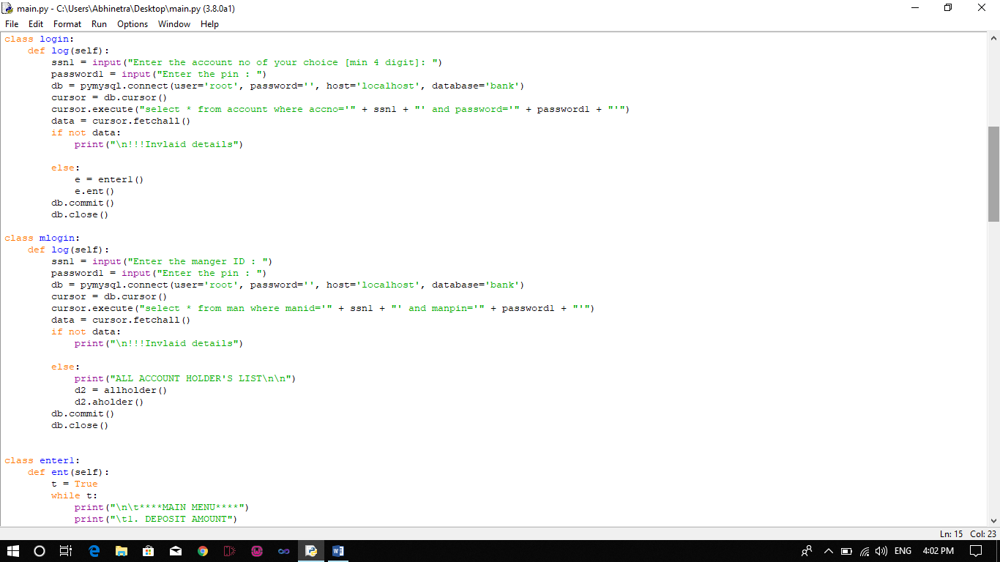 main.py - C:\Users\Abhinetra\Desktop\main.py (3.8.0a1)
File Edit Format Run Options Window Help
class login:
    def log(self):
        ssn1 = input("Enter the account no of your choice [min 4 digit]: ")
        password1 = input("Enter the pin : ")
        db = pymysql.connect(user='root', password='', host='localhost', database='bank')
        cursor = db.cursor()
        cursor.execute("select * from account where accno='" + ssn1 + "' and password='" + password1 + "'")
        data = cursor.fetchall()
        if not data:
            print("\n!!!Invlaid details")
        else:
            e = enter1()
            e.ent()
        db.commit()
        db.close()
class mlogin:
    def log(self):
        ssn1 = input("Enter the manger ID : ")
        password1 = input("Enter the pin : ")
        db = pymysql.connect(user='root', password='', host='localhost', database='bank')
        cursor = db.cursor()
        cursor.execute("select * from man where manid='" + ssn1 + "' and manpin='" + password1 + "'")
        data = cursor.fetchall()
        if not data:
            print("\n!!!Invlaid details")
        else:
            print("ALL ACCOUNT HOLDER'S LIST\n\n")
            d2 = allholder()
            d2.aholder()
        db.commit()
        db.close()
class enter1:
    def ent(self):
        t = True
        while t:
            print("\n\t****MAIN MENU****")
            print("\t1. DEPOSIT AMOUNT")
Ln: 15 Col: 23
ENG 4:02 PM